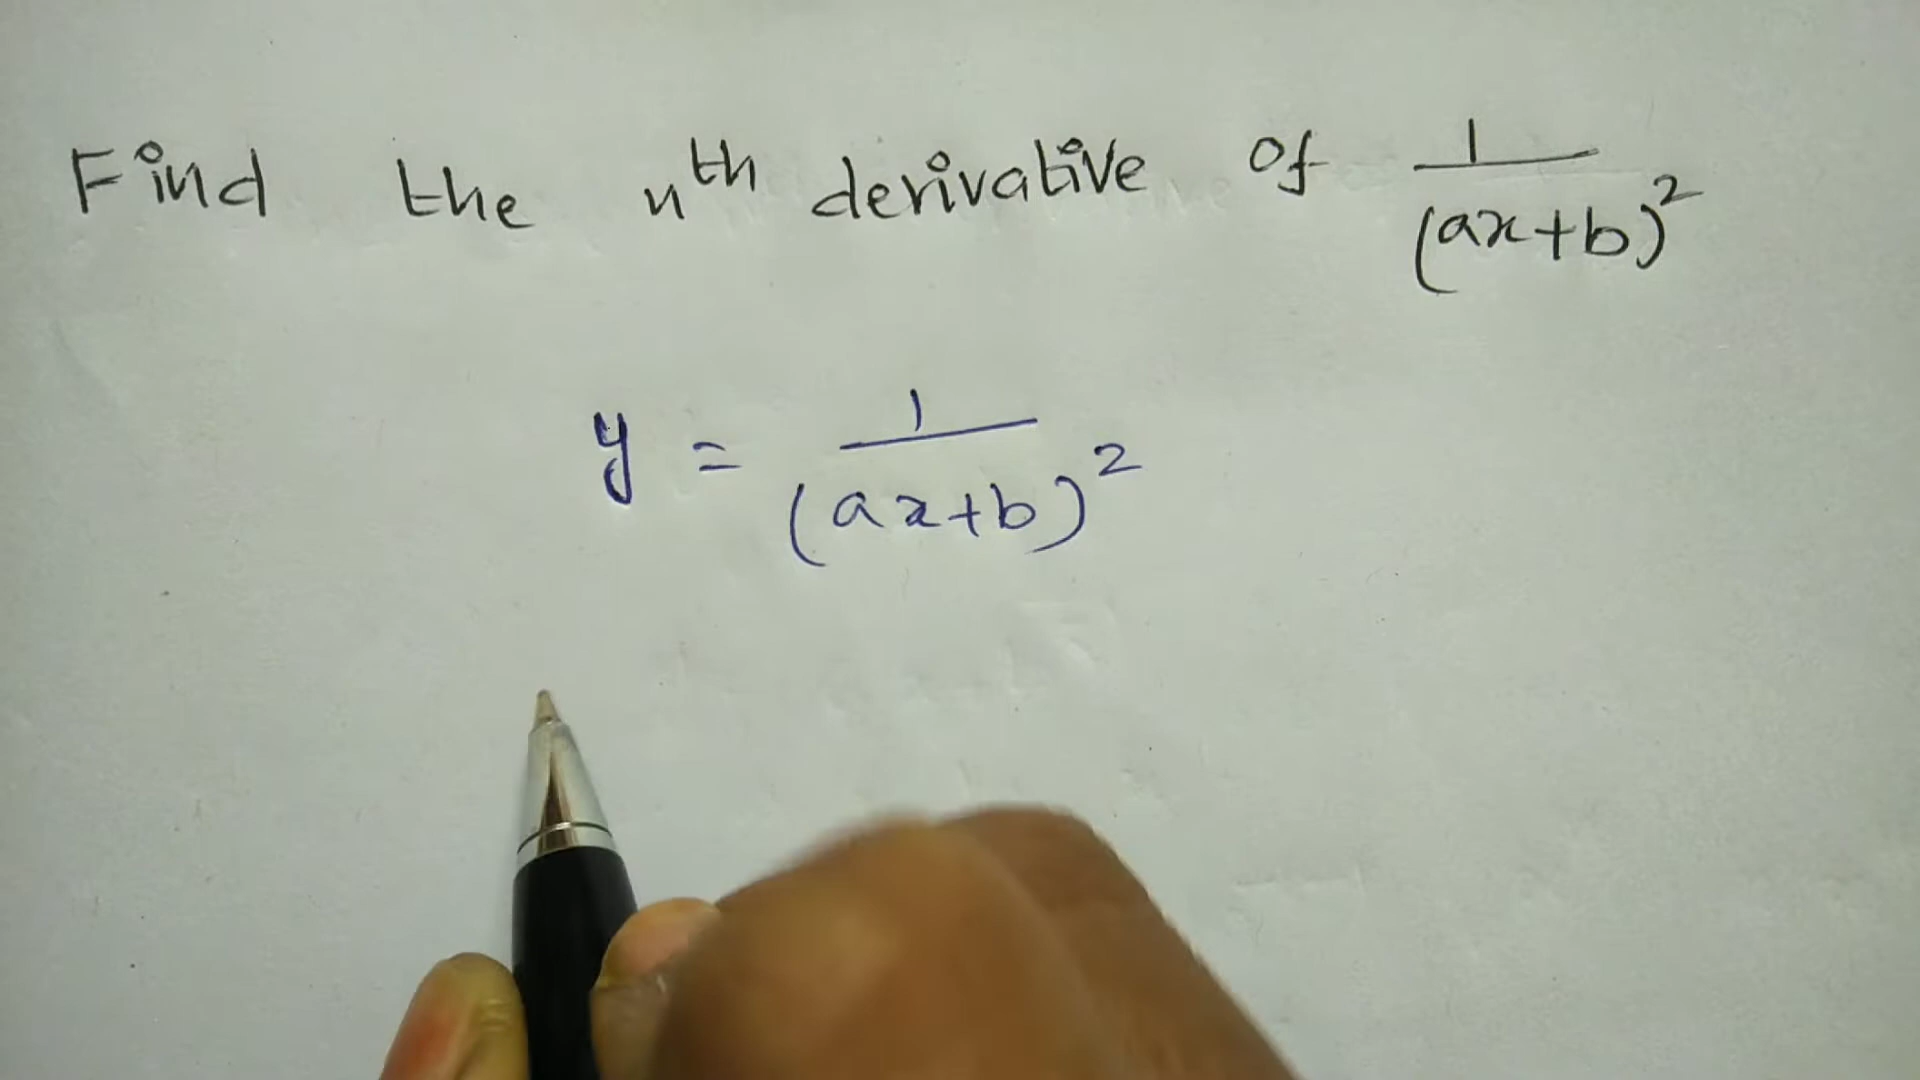 Find the nth derivative of 1/(ax+b)²
y = 1/(ax+b)²